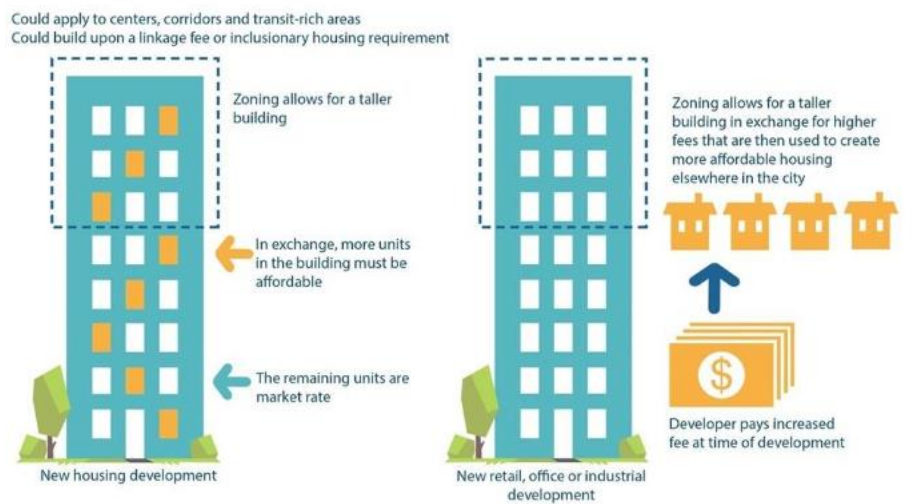 Could apply to centers, corridors and transit-rich areas
Could build upon a linkage fee or inclusionary housing requirement
Zoning allows for a taller
building
In exchange, more units
in the building must be
affordable
The remaining units are
market rate
New housing development
Zoning allows for a taller
building in exchange for higher
fees that are then used to create
more affordable housing
elsewhere in the city
$
Developer pays increased
fee at time of development
New retail, office or industrial
development